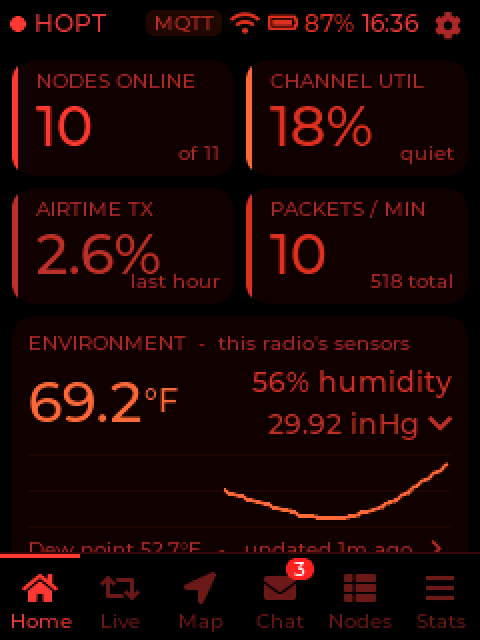 HOPT MQTT 87% 16:36
NODES ONLINE
10
of 11
CHANNEL UTIL
18%
quiet
AIRTIME TX
2.6%
last hour
PACKETS / MIN
10
518 total
ENVIRONMENT - this radio's sensors
69.2°F
56% humidity
29.92 inHg
Dew point 52.7°F - updated 1m ago
3
Home Live Map Chat Nodes Stats